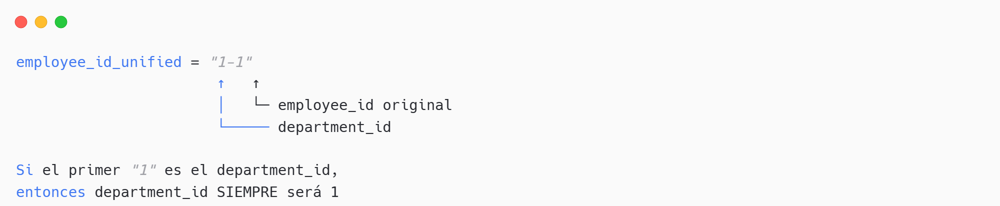 employee_id_unified = "1-1"
↑ ↑
│ └─ employee_id original
└───── department_id
Si el primer "1" es el department_id,
entonces department_id SIEMPRE será 1